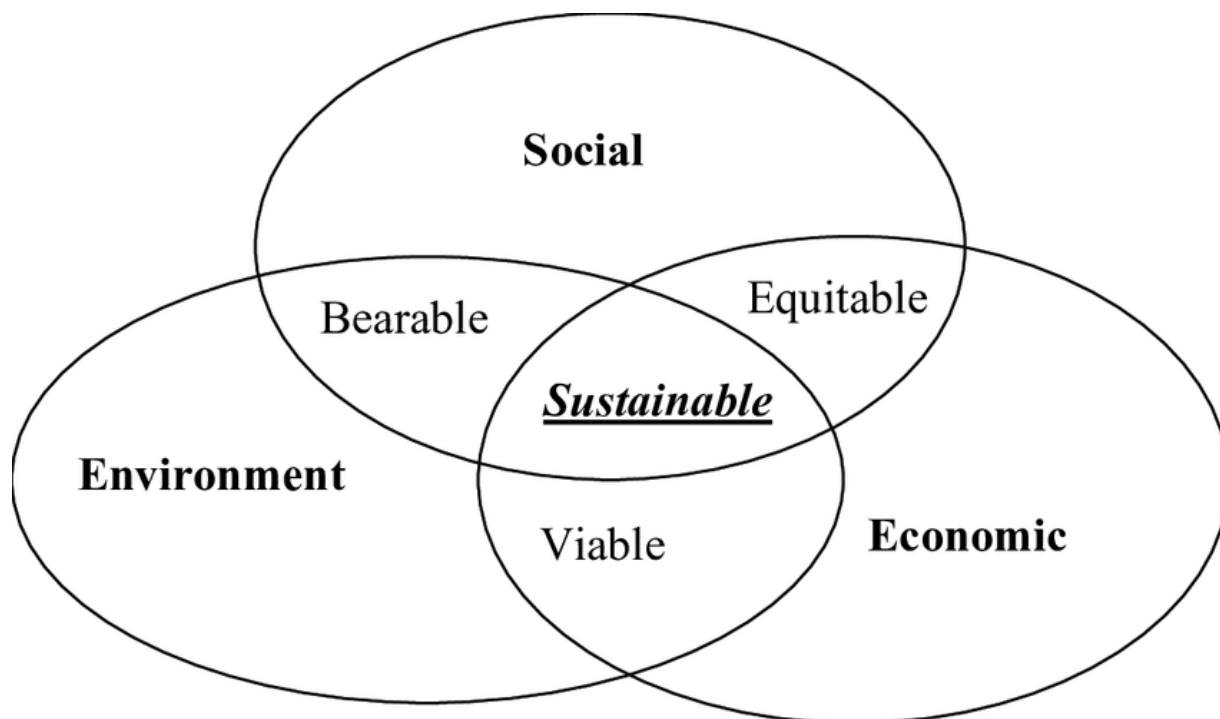 Social
Equitable
Bearable
Sustainable
Environment
Economic
Viable